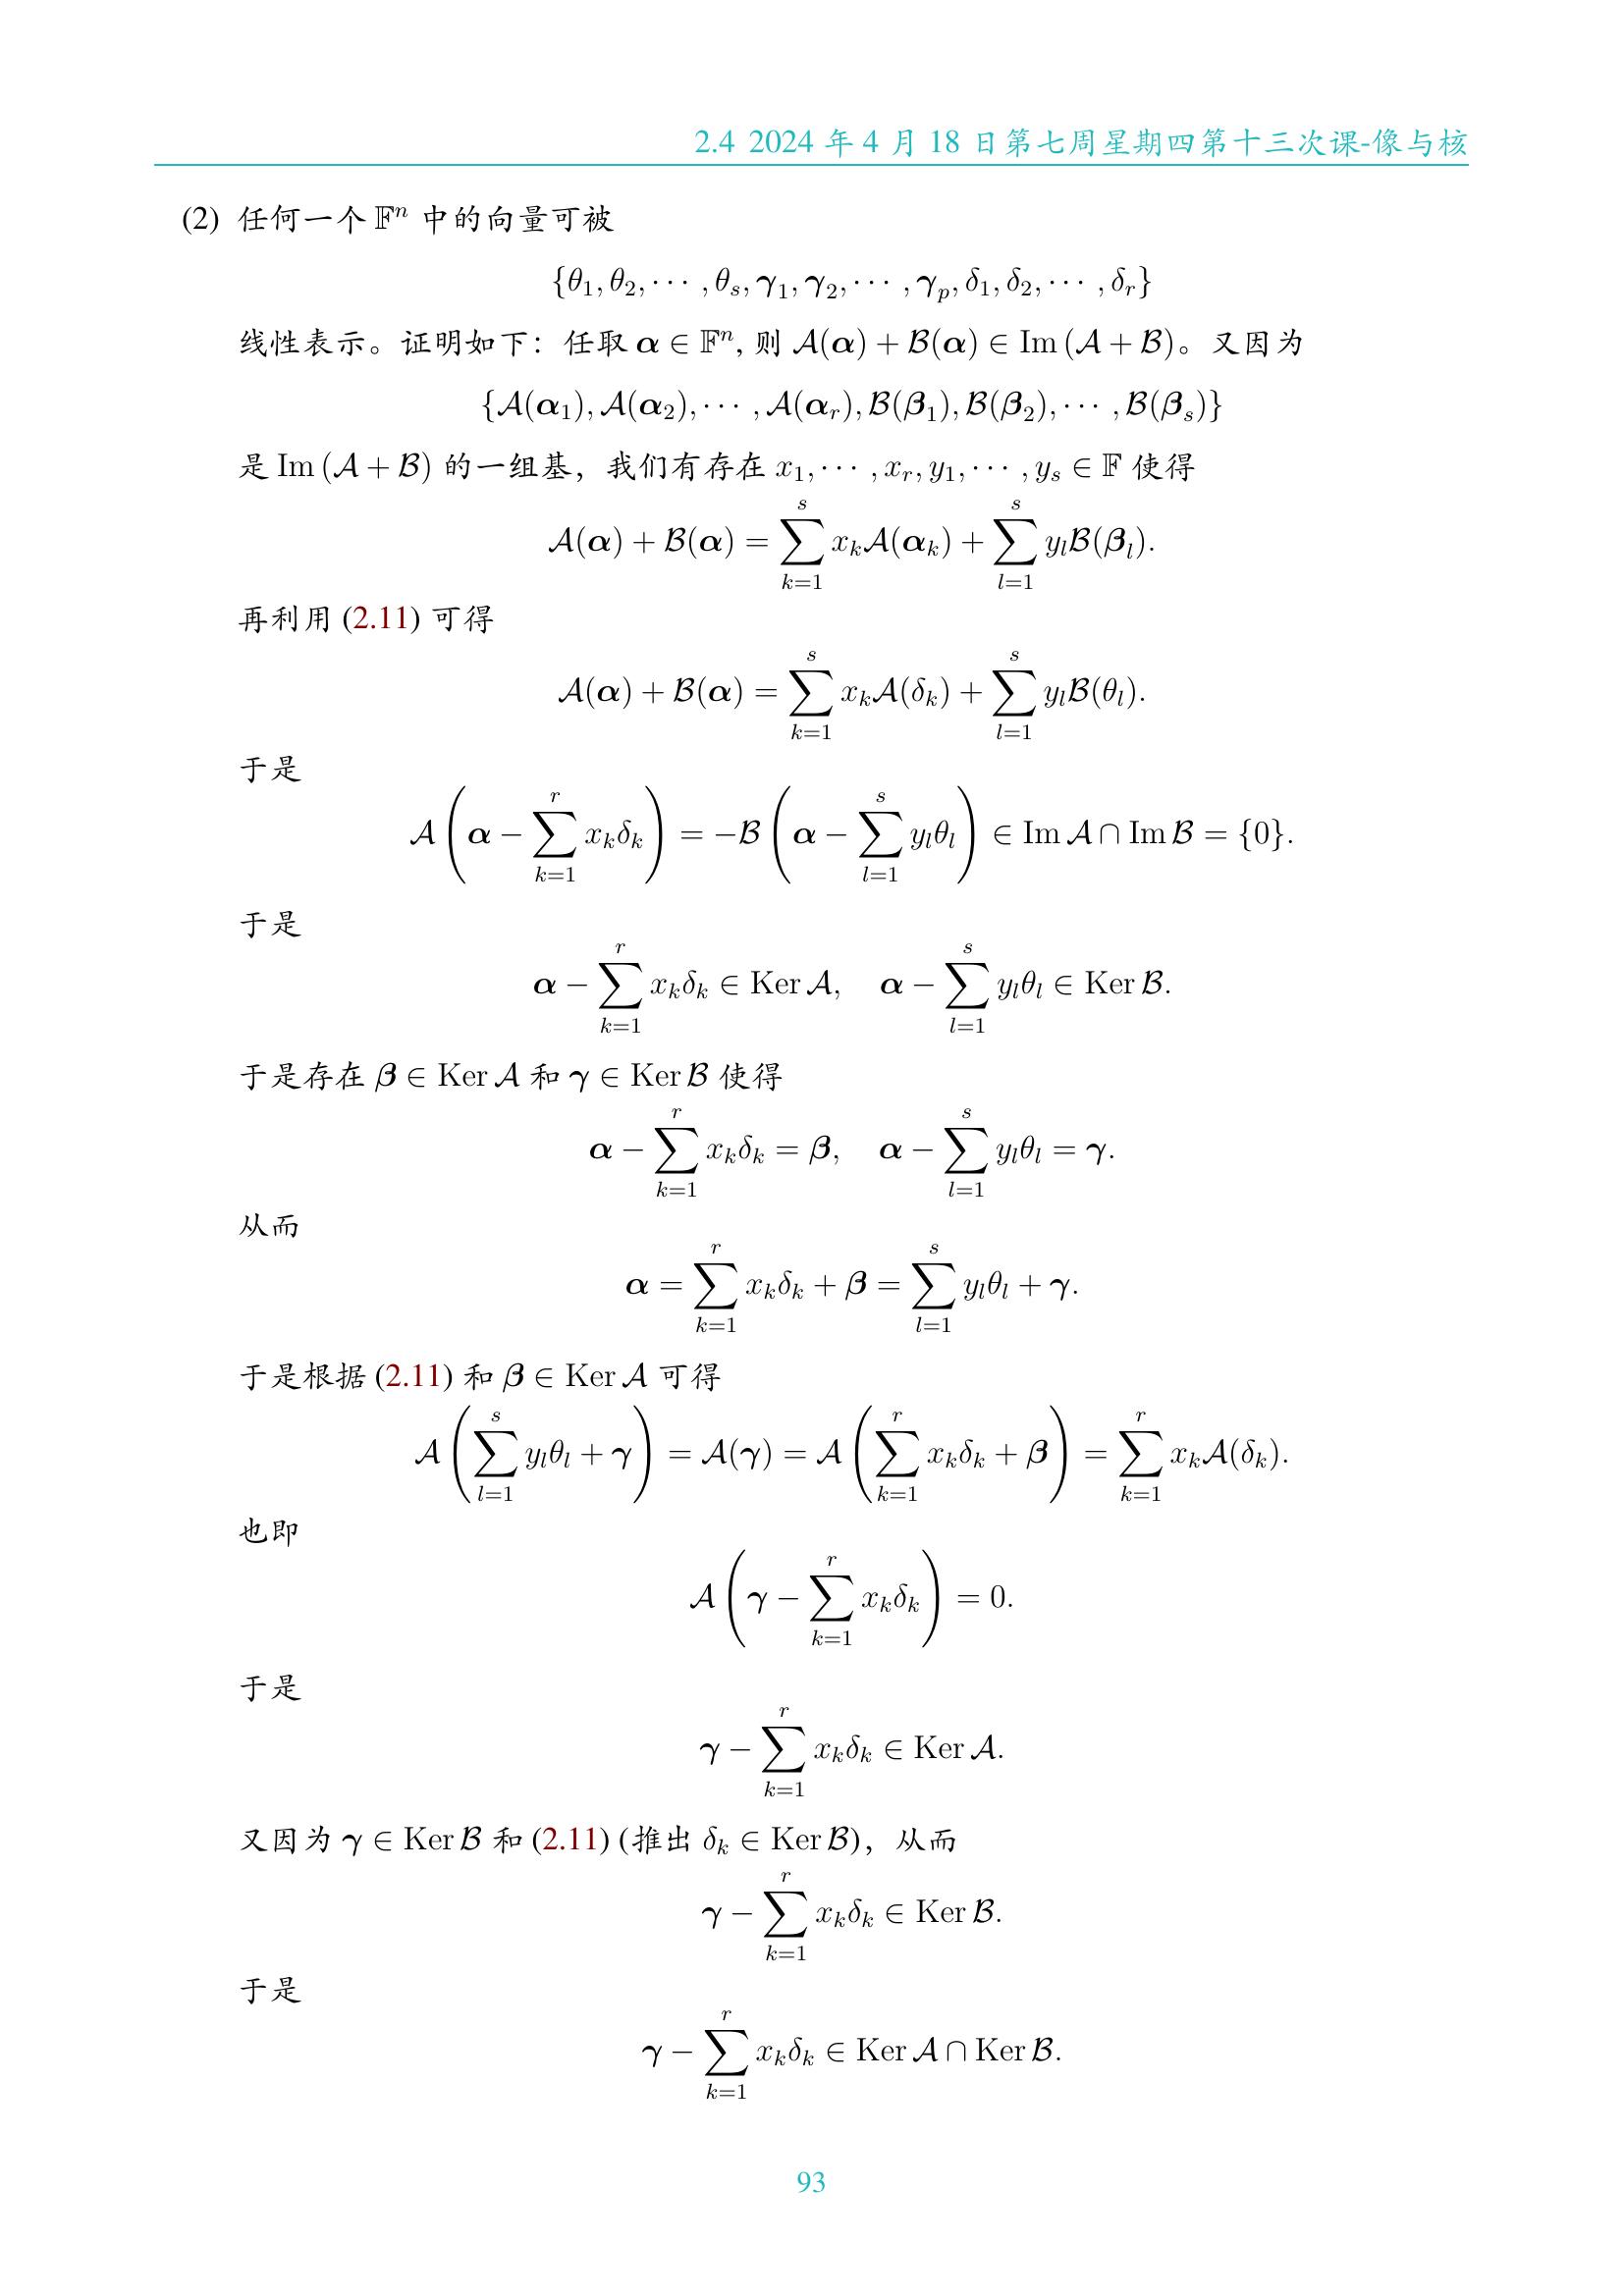 2.4 2024 年 4 月 18 日第七周星期四第十三次课-像与核
(2) 任何一个 $\mathbb{F}^n$ 中的向量可被
$\{\theta_1, \theta_2, \cdots, \theta_s, \boldsymbol{\gamma}_1, \boldsymbol{\gamma}_2, \cdots, \boldsymbol{\gamma}_p, \delta_1, \delta_2, \cdots, \delta_r\}$
线性表示。证明如下：任取 $\boldsymbol{\alpha} \in \mathbb{F}^n$, 则 $\mathcal{A}(\boldsymbol{\alpha}) + \mathcal{B}(\boldsymbol{\alpha}) \in \operatorname{Im}(\mathcal{A} + \mathcal{B})$。又因为
$\{\mathcal{A}(\boldsymbol{\alpha}_1), \mathcal{A}(\boldsymbol{\alpha}_2), \cdots, \mathcal{A}(\boldsymbol{\alpha}_r), \mathcal{B}(\boldsymbol{\beta}_1), \mathcal{B}(\boldsymbol{\beta}_2), \cdots, \mathcal{B}(\boldsymbol{\beta}_s)\}$
是 $\operatorname{Im}(\mathcal{A} + \mathcal{B})$ 的一组基，我们有存在 $x_1, \cdots, x_r, y_1, \cdots, y_s \in \mathbb{F}$ 使得
$\mathcal{A}(\boldsymbol{\alpha}) + \mathcal{B}(\boldsymbol{\alpha}) = \sum_{k=1}^{s} x_k \mathcal{A}(\boldsymbol{\alpha}_k) + \sum_{l=1}^{s} y_l \mathcal{B}(\boldsymbol{\beta}_l).$
再利用 (2.11) 可得
$\mathcal{A}(\boldsymbol{\alpha}) + \mathcal{B}(\boldsymbol{\alpha}) = \sum_{k=1}^{s} x_k \mathcal{A}(\delta_k) + \sum_{l=1}^{s} y_l \mathcal{B}(\theta_l).$
于是
$\mathcal{A}\left(\boldsymbol{\alpha} - \sum_{k=1}^{r} x_k \delta_k\right) = -\mathcal{B}\left(\boldsymbol{\alpha} - \sum_{l=1}^{s} y_l \theta_l\right) \in \operatorname{Im}\mathcal{A} \cap \operatorname{Im}\mathcal{B} = \{0\}.$
于是
$\boldsymbol{\alpha} - \sum_{k=1}^{r} x_k \delta_k \in \operatorname{Ker}\mathcal{A}, \quad \boldsymbol{\alpha} - \sum_{l=1}^{s} y_l \theta_l \in \operatorname{Ker}\mathcal{B}.$
于是存在 $\boldsymbol{\beta} \in \operatorname{Ker}\mathcal{A}$ 和 $\boldsymbol{\gamma} \in \operatorname{Ker}\mathcal{B}$ 使得
$\boldsymbol{\alpha} - \sum_{k=1}^{r} x_k \delta_k = \boldsymbol{\beta}, \quad \boldsymbol{\alpha} - \sum_{l=1}^{s} y_l \theta_l = \boldsymbol{\gamma}.$
从而
$\boldsymbol{\alpha} = \sum_{k=1}^{r} x_k \delta_k + \boldsymbol{\beta} = \sum_{l=1}^{s} y_l \theta_l + \boldsymbol{\gamma}.$
于是根据 (2.11) 和 $\boldsymbol{\beta} \in \operatorname{Ker}\mathcal{A}$ 可得
$\mathcal{A}\left(\sum_{l=1}^{s} y_l \theta_l + \boldsymbol{\gamma}\right) = \mathcal{A}(\boldsymbol{\gamma}) = \mathcal{A}\left(\sum_{k=1}^{r} x_k \delta_k + \boldsymbol{\beta}\right) = \sum_{k=1}^{r} x_k \mathcal{A}(\delta_k).$
也即
$\mathcal{A}\left(\boldsymbol{\gamma} - \sum_{k=1}^{r} x_k \delta_k\right) = 0.$
于是
$\boldsymbol{\gamma} - \sum_{k=1}^{r} x_k \delta_k \in \operatorname{Ker}\mathcal{A}.$
又因为 $\boldsymbol{\gamma} \in \operatorname{Ker}\mathcal{B}$ 和 (2.11) (推出 $\delta_k \in \operatorname{Ker}\mathcal{B}$)，从而
$\boldsymbol{\gamma} - \sum_{k=1}^{r} x_k \delta_k \in \operatorname{Ker}\mathcal{B}.$
于是
$\boldsymbol{\gamma} - \sum_{k=1}^{r} x_k \delta_k \in \operatorname{Ker}\mathcal{A} \cap \operatorname{Ker}\mathcal{B}.$
93